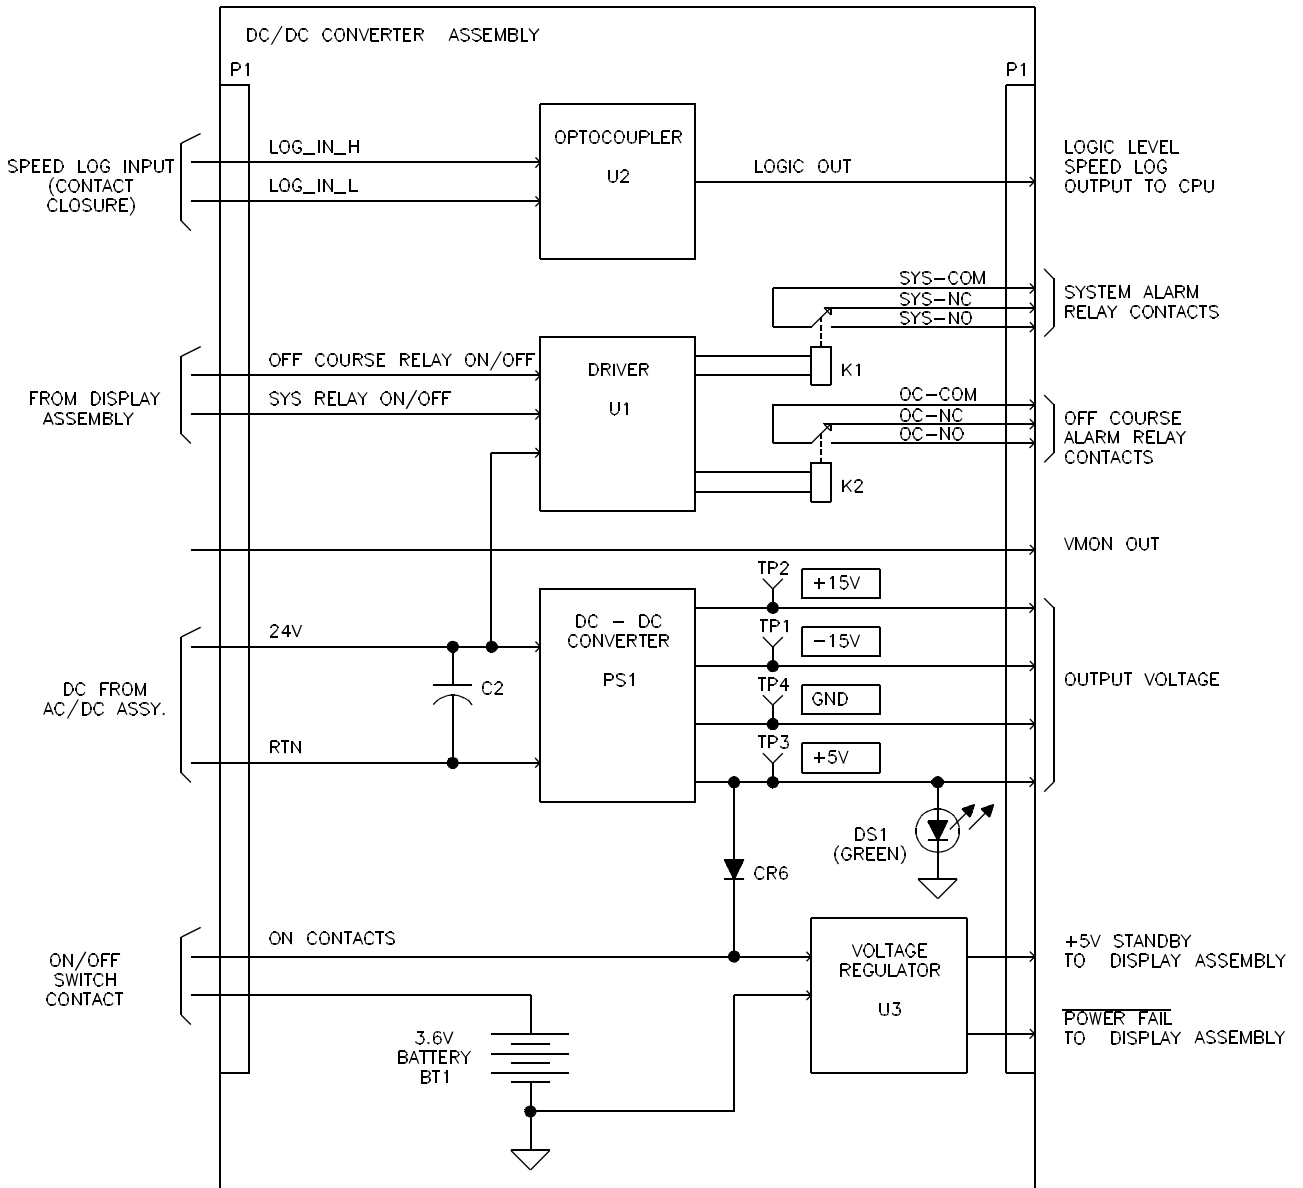 DC/DC CONVERTER ASSEMBLY
P1
P1
SPEED LOG INPUT
(CONTACT
CLOSURE)
LOG_IN_H
LOG_IN_L
OPTOCOUPLER
U2
LOGIC OUT
LOGIC LEVEL
SPEED LOG
OUTPUT TO CPU
SYS-COM
SYS-NC
SYS-NO
SYSTEM ALARM
RELAY CONTACTS
FROM DISPLAY
ASSEMBLY
OFF COURSE RELAY ON/OFF
SYS RELAY ON/OFF
DRIVER
U1
K1
OC-COM
OC-NC
OC-NO
K2
OFF COURSE
ALARM RELAY
CONTACTS
VMON OUT
DC FROM
AC/DC ASSY.
24V
C2
RTN
DC - DC
CONVERTER
PS1
TP2
+15V
TP1
-15V
TP4
GND
TP3
+5V
OUTPUT VOLTAGE
DS1
(GREEN)
CR6
ON/OFF
SWITCH
CONTACT
ON CONTACTS
3.6V
BATTERY
BT1
VOLTAGE
REGULATOR
U3
+5V STANDBY
TO DISPLAY ASSEMBLY
POWER FAIL
TO DISPLAY ASSEMBLY